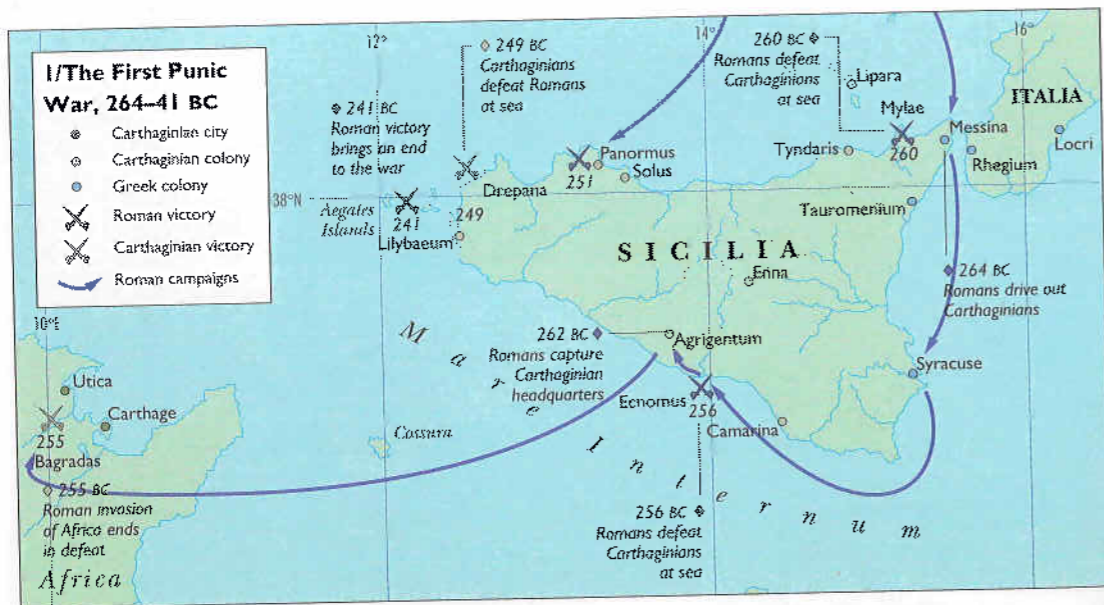 1/The First Punic
War, 264–41 BC
Carthaginian city
Carthaginian colony
Greek colony
Roman victory
Carthaginian victory
Roman campaigns
12°
14°
16°
10°E
38°N
249 BC
Carthaginians
defeat Romans
at sea
241 BC
Roman victory
brings an end
to the war
260 BC
Romans defeat
Carthaginians
at sea
Lipara
ITALIA
Mylae
260
Messina
Locri
Rhegium
Tyndaris
Panormus
251
Solus
Drepana
Aegates
Islands
241
249
Lilybaeum
Tauromenium
SICILIA
Enna
264 BC
Romans drive out
Carthaginians
262 BC
Romans capture
Carthaginian
headquarters
Agrigentum
Syracuse
Ecnomus
256
Camarina
Utica
Carthage
255
Bagradas
Cossura
255 BC
Roman invasion
of Africa ends
in defeat
Africa
256 BC
Romans defeat
Carthaginians
at sea
Mare Internum